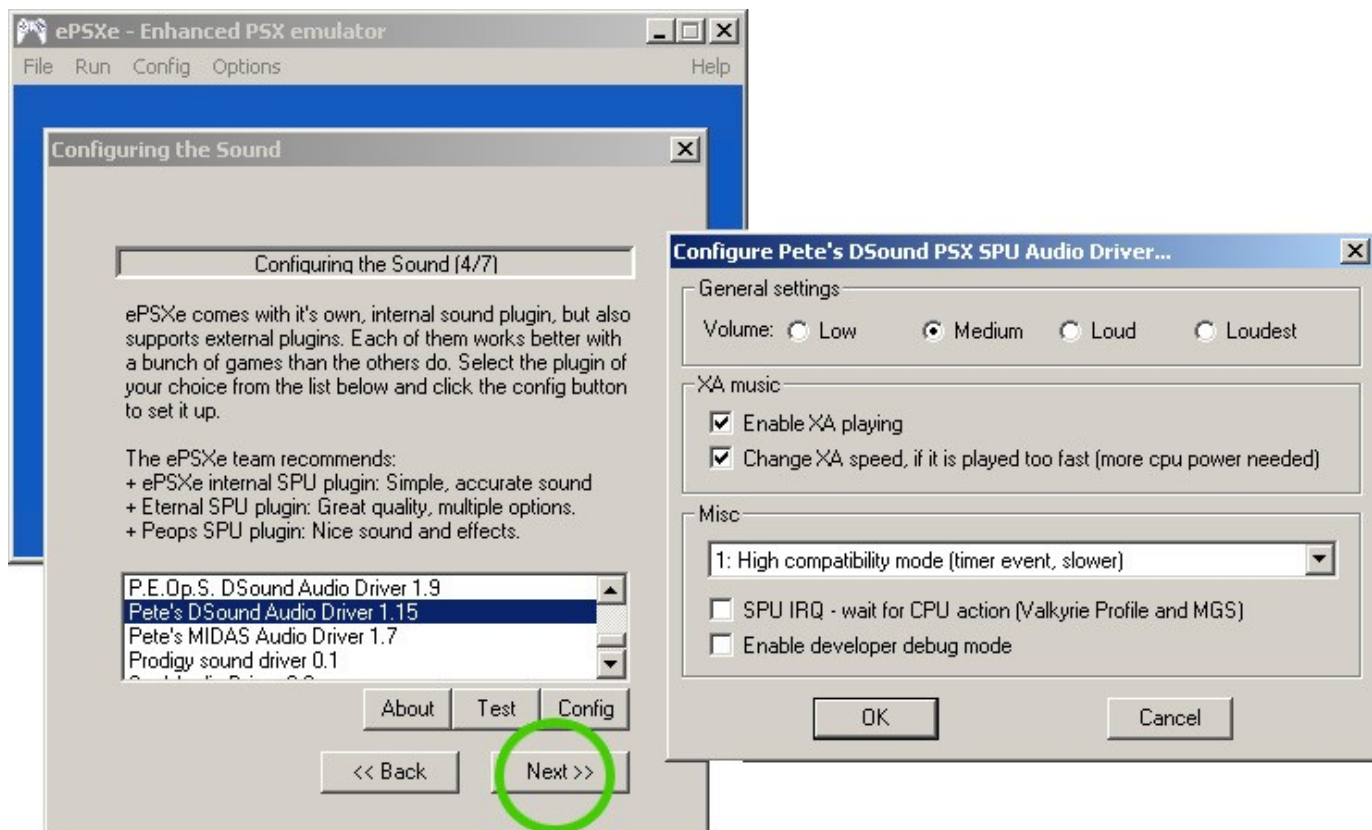 ePSXe - Enhanced PSX emulator
File Run Config Options Help
Configuring the Sound
Configuring the Sound (4/7)
ePSXe comes with it's own, internal sound plugin, but also
supports external plugins. Each of them works better with
a bunch of games than the others do. Select the plugin of
your choice from the list below and click the config button
to set it up.
The ePSXe team recommends:
+ ePSXe internal SPU plugin: Simple, accurate sound
+ Eternal SPU plugin: Great quality, multiple options.
+ Peops SPU plugin: Nice sound and effects.
P.E.Op.S. DSound Audio Driver 1.9
Pete's DSound Audio Driver 1.15
Pete's MIDAS Audio Driver 1.7
Prodigy sound driver 0.1
About Test Config
<< Back Next >>
Configure Pete's DSound PSX SPU Audio Driver...
General settings
Volume: Low Medium Loud Loudest
XA music
Enable XA playing
Change XA speed, if it is played too fast (more cpu power needed)
Misc
1: High compatibility mode (timer event, slower)
SPU IRQ - wait for CPU action (Valkyrie Profile and MGS)
Enable developer debug mode
OK Cancel